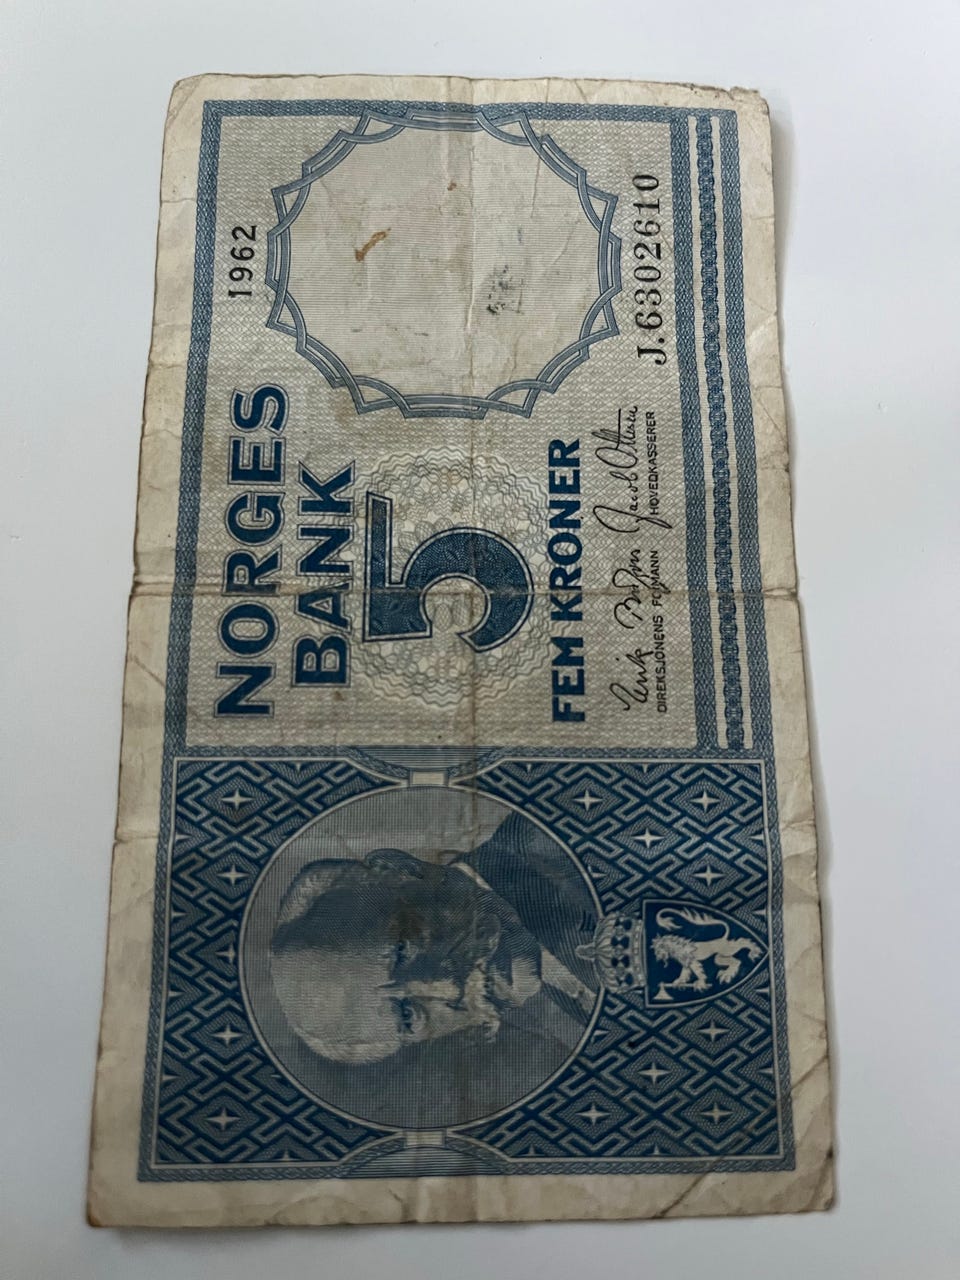 1962
NORGES
BANK
5
FEM KRONER
J.6302610
DIREKSJONENS FORMANN
HOVEDKASSERER